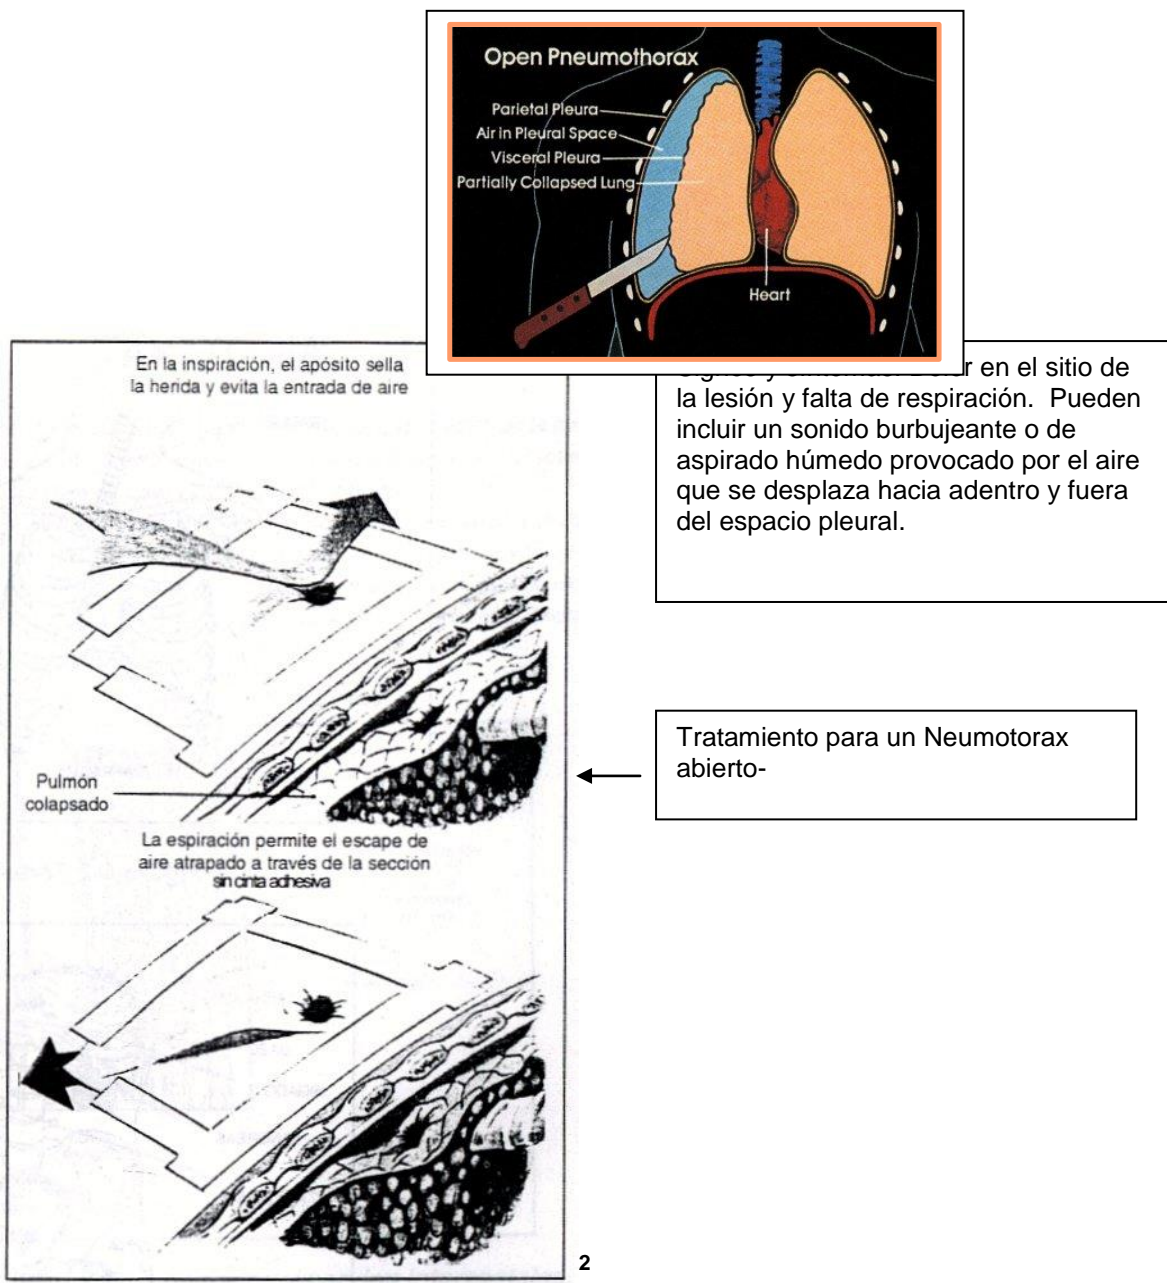 Open Pneumothorax
Parietal Pleura
Air in Pleural Space
Visceral Pleura
Partially Collapsed Lung
Heart
En la inspiración, el apósito sella
la herida y evita la entrada de aire
en el sitio de
la lesión y falta de respiración. Pueden
incluir un sonido burbujeante o de
aspirado húmedo provocado por el aire
que se desplaza hacia adentro y fuera
del espacio pleural.
Tratamiento para un Neumotorax
abierto-
Pulmón
colapsado
La espiración permite el escape de
aire atrapado a través de la sección
sin cinta adhesiva
2